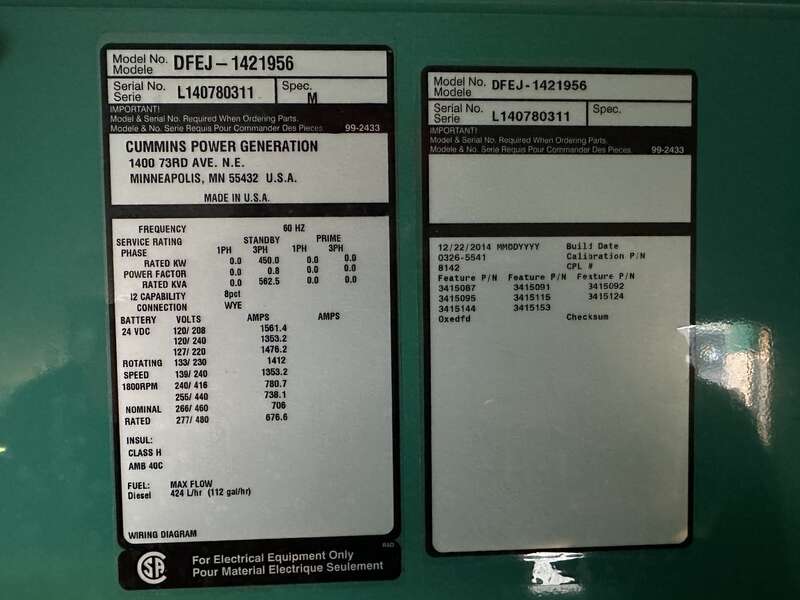 Model No. DFEJ-1421956
Modele
Serial No. L140780311 Spec.
Serie M
IMPORTANT!
Model & Serial No. Required When Ordering Parts.
Modele & No. Serie Requis Pour Commander Des Pieces 99-2433
CUMMINS POWER GENERATION
1400 73RD AVE. N.E.
MINNEAPOLIS, MN 55432 U.S.A.
MADE IN U.S.A.
FREQUENCY 60 HZ
SERVICE RATING STANDBY PRIME
PHASE 1PH 3PH 1PH 3PH
RATED KW 0.0 450.0 0.0 0.0
POWER FACTOR 0.0 0.8 0.0 0.0
RATED KVA 0.0 562.5 0.0 0.0
I2 CAPABILITY 8pct
CONNECTION WYE
BATTERY VOLTS AMPS AMPS
24 VDC 120/ 208 1561.4
120/ 240 1353.2
127/ 220 1476.2
ROTATING 133/ 230 1412
SPEED 139/ 240 1353.2
1800RPM 240/ 416 780.7
255/ 440 738.1
NOMINAL 266/ 460 706
RATED 277/ 480 676.6
INSUL:
CLASS H
AMB 40C
FUEL: MAX FLOW
Diesel 424 L/hr (112 gal/hr)
WIRING DIAGRAM
For Electrical Equipment Only
Pour Material Electrique Seulement
Model No. DFEJ-1421956
Modele
Serial No. L140780311 Spec.
Serie
IMPORTANT!
Model & Serial No. Required When Ordering Parts.
Modele & No. Serie Requis Pour Commander Des Pieces 99-2433
12/22/2014 MMDDYYYY Build Date
0326-5541 Calibration P/N
8142 CPL #
Feature P/N Feature P/N Feature P/N
3415087 3415091 3415092
3415095 3415115 3415124
3415144 3415153
0xedfd Checksum